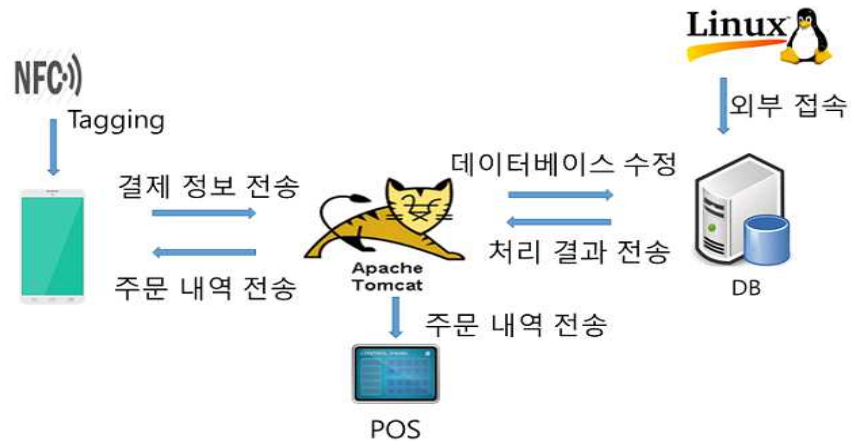 Linux
NFC
Tagging
외부 접속
결제 정보 전송
데이터베이스 수정
주문 내역 전송
처리 결과 전송
Apache
Tomcat
DB
주문 내역 전송
POS